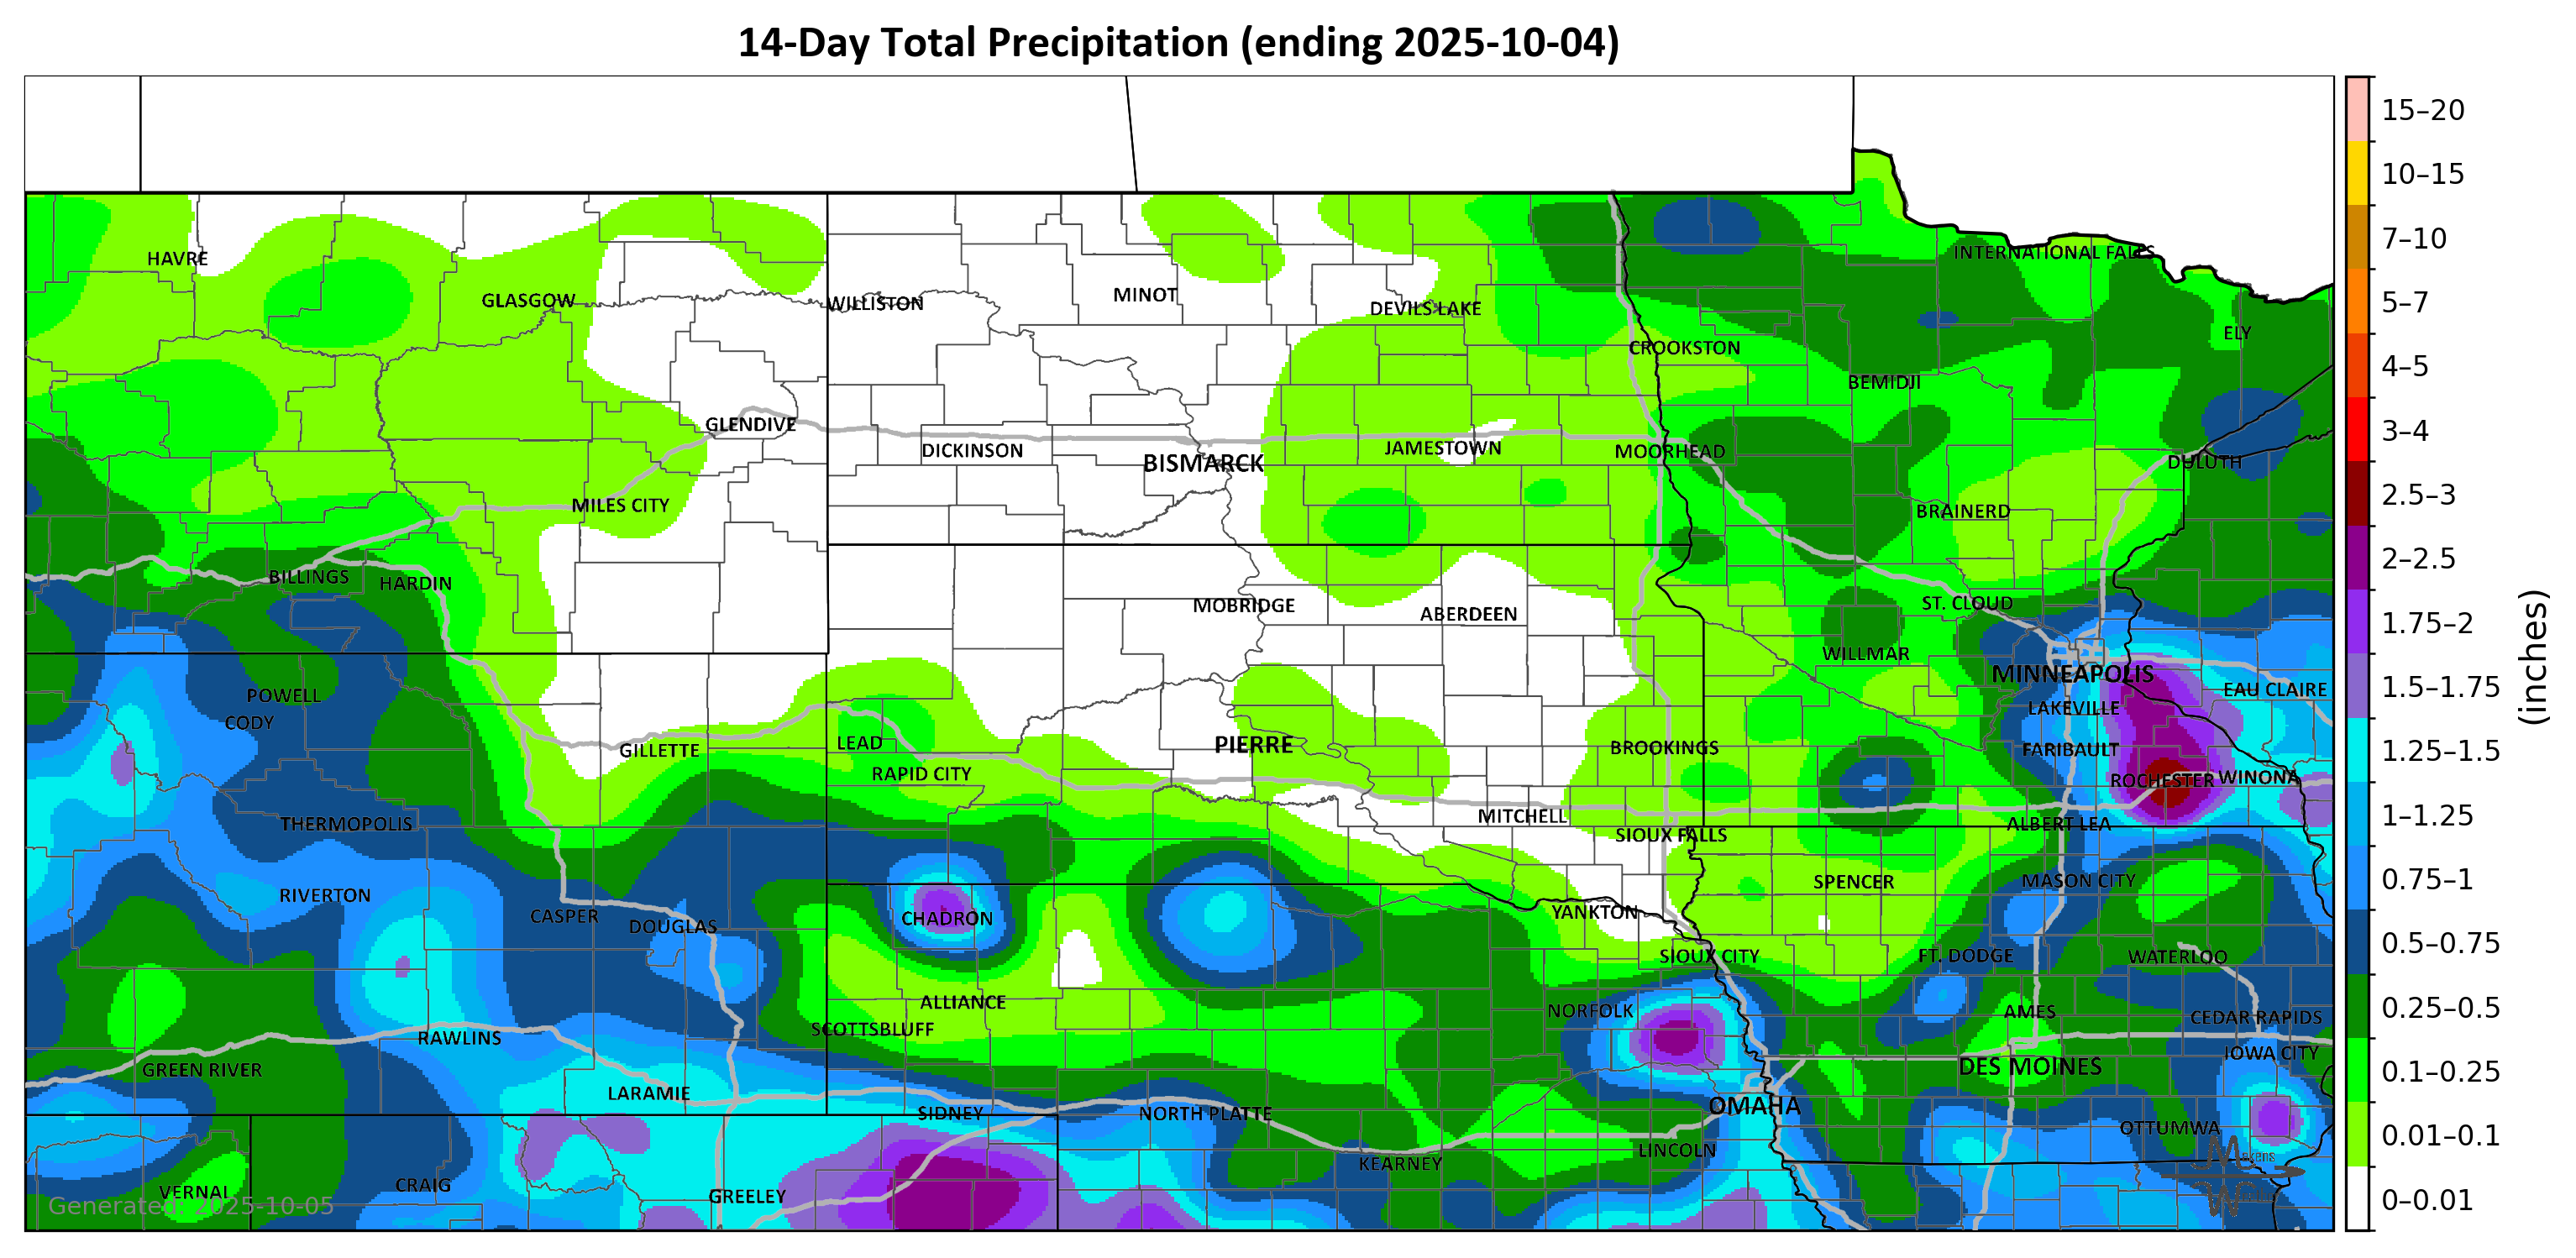 14-Day Total Precipitation (ending 2025-10-04)
15–20
10–15
7–10
5–7
4–5
3–4
2.5–3
2–2.5
1.75–2
1.5–1.75
1.25–1.5
1–1.25
0.75–1
0.5–0.75
0.25–0.5
0.1–0.25
0.01–0.1
0–0.01
(inches)
HAVRE
INTERNATIONAL FALLS
GLASGOW
WILLISTON
MINOT
DEVILS LAKE
ELY
CROOKSTON
BEMIDJI
GLENDIVE
DICKINSON
BISMARCK
JAMESTOWN
MOORHEAD
DULUTH
MILES CITY
BRAINERD
BILLINGS
HARDIN
MOBRIDGE
ABERDEEN
ST. CLOUD
WILLMAR
MINNEAPOLIS
EAU CLAIRE
POWELL
CODY
LAKEVILLE
GILLETTE
LEAD
PIERRE
BROOKINGS
FARIBAULT
RAPID CITY
ROCHESTER
WINONA
THERMOPOLIS
MITCHELL
SIOUX FALLS
ALBERT LEA
RIVERTON
SPENCER
MASON CITY
CASPER
DOUGLAS
CHADRON
YANKTON
SIOUX CITY
FT. DODGE
WATERLOO
ALLIANCE
NORFOLK
AMES
CEDAR RAPIDS
SCOTTSBLUFF
RAWLINS
GREEN RIVER
DES MOINES
IOWA CITY
LARAMIE
SIDNEY
NORTH PLATTE
OMAHA
OTTUMWA
KEARNEY
LINCOLN
VERNAL
CRAIG
GREELEY
Generated: 2025-10-05